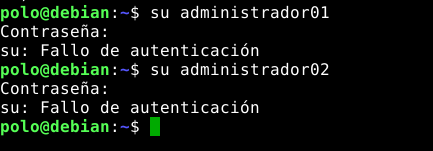 polo@debian:~$ su administrador01
Contraseña:
su: Fallo de autenticación
polo@debian:~$ su administrador02
Contraseña:
su: Fallo de autenticación
polo@debian:~$